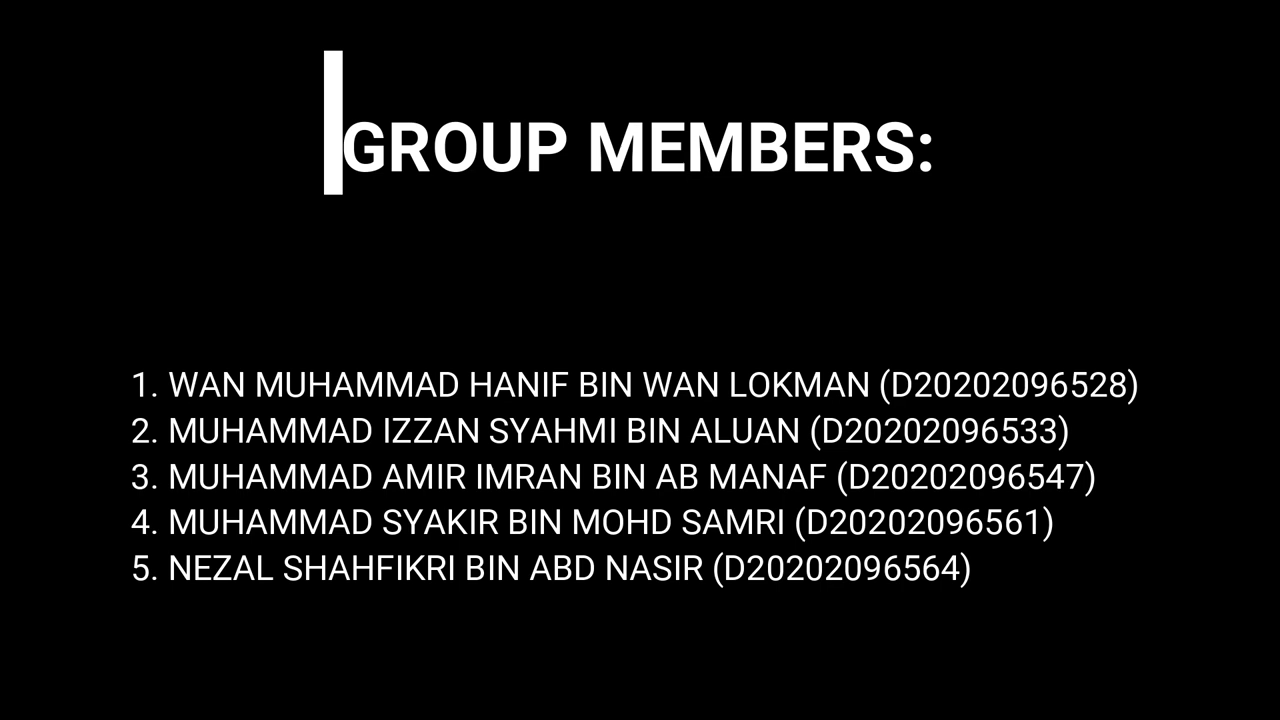 GROUP MEMBERS:
1. WAN MUHAMMAD HANIF BIN WAN LOKMAN (D20202096528)
2. MUHAMMAD IZZAN SYAHMI BIN ALUAN (D20202096533)
3. MUHAMMAD AMIR IMRAN BIN AB MANAF (D20202096547)
4. MUHAMMAD SYAKIR BIN MOHD SAMRI (D20202096561)
5. NEZAL SHAHFIKRI BIN ABD NASIR (D20202096564)